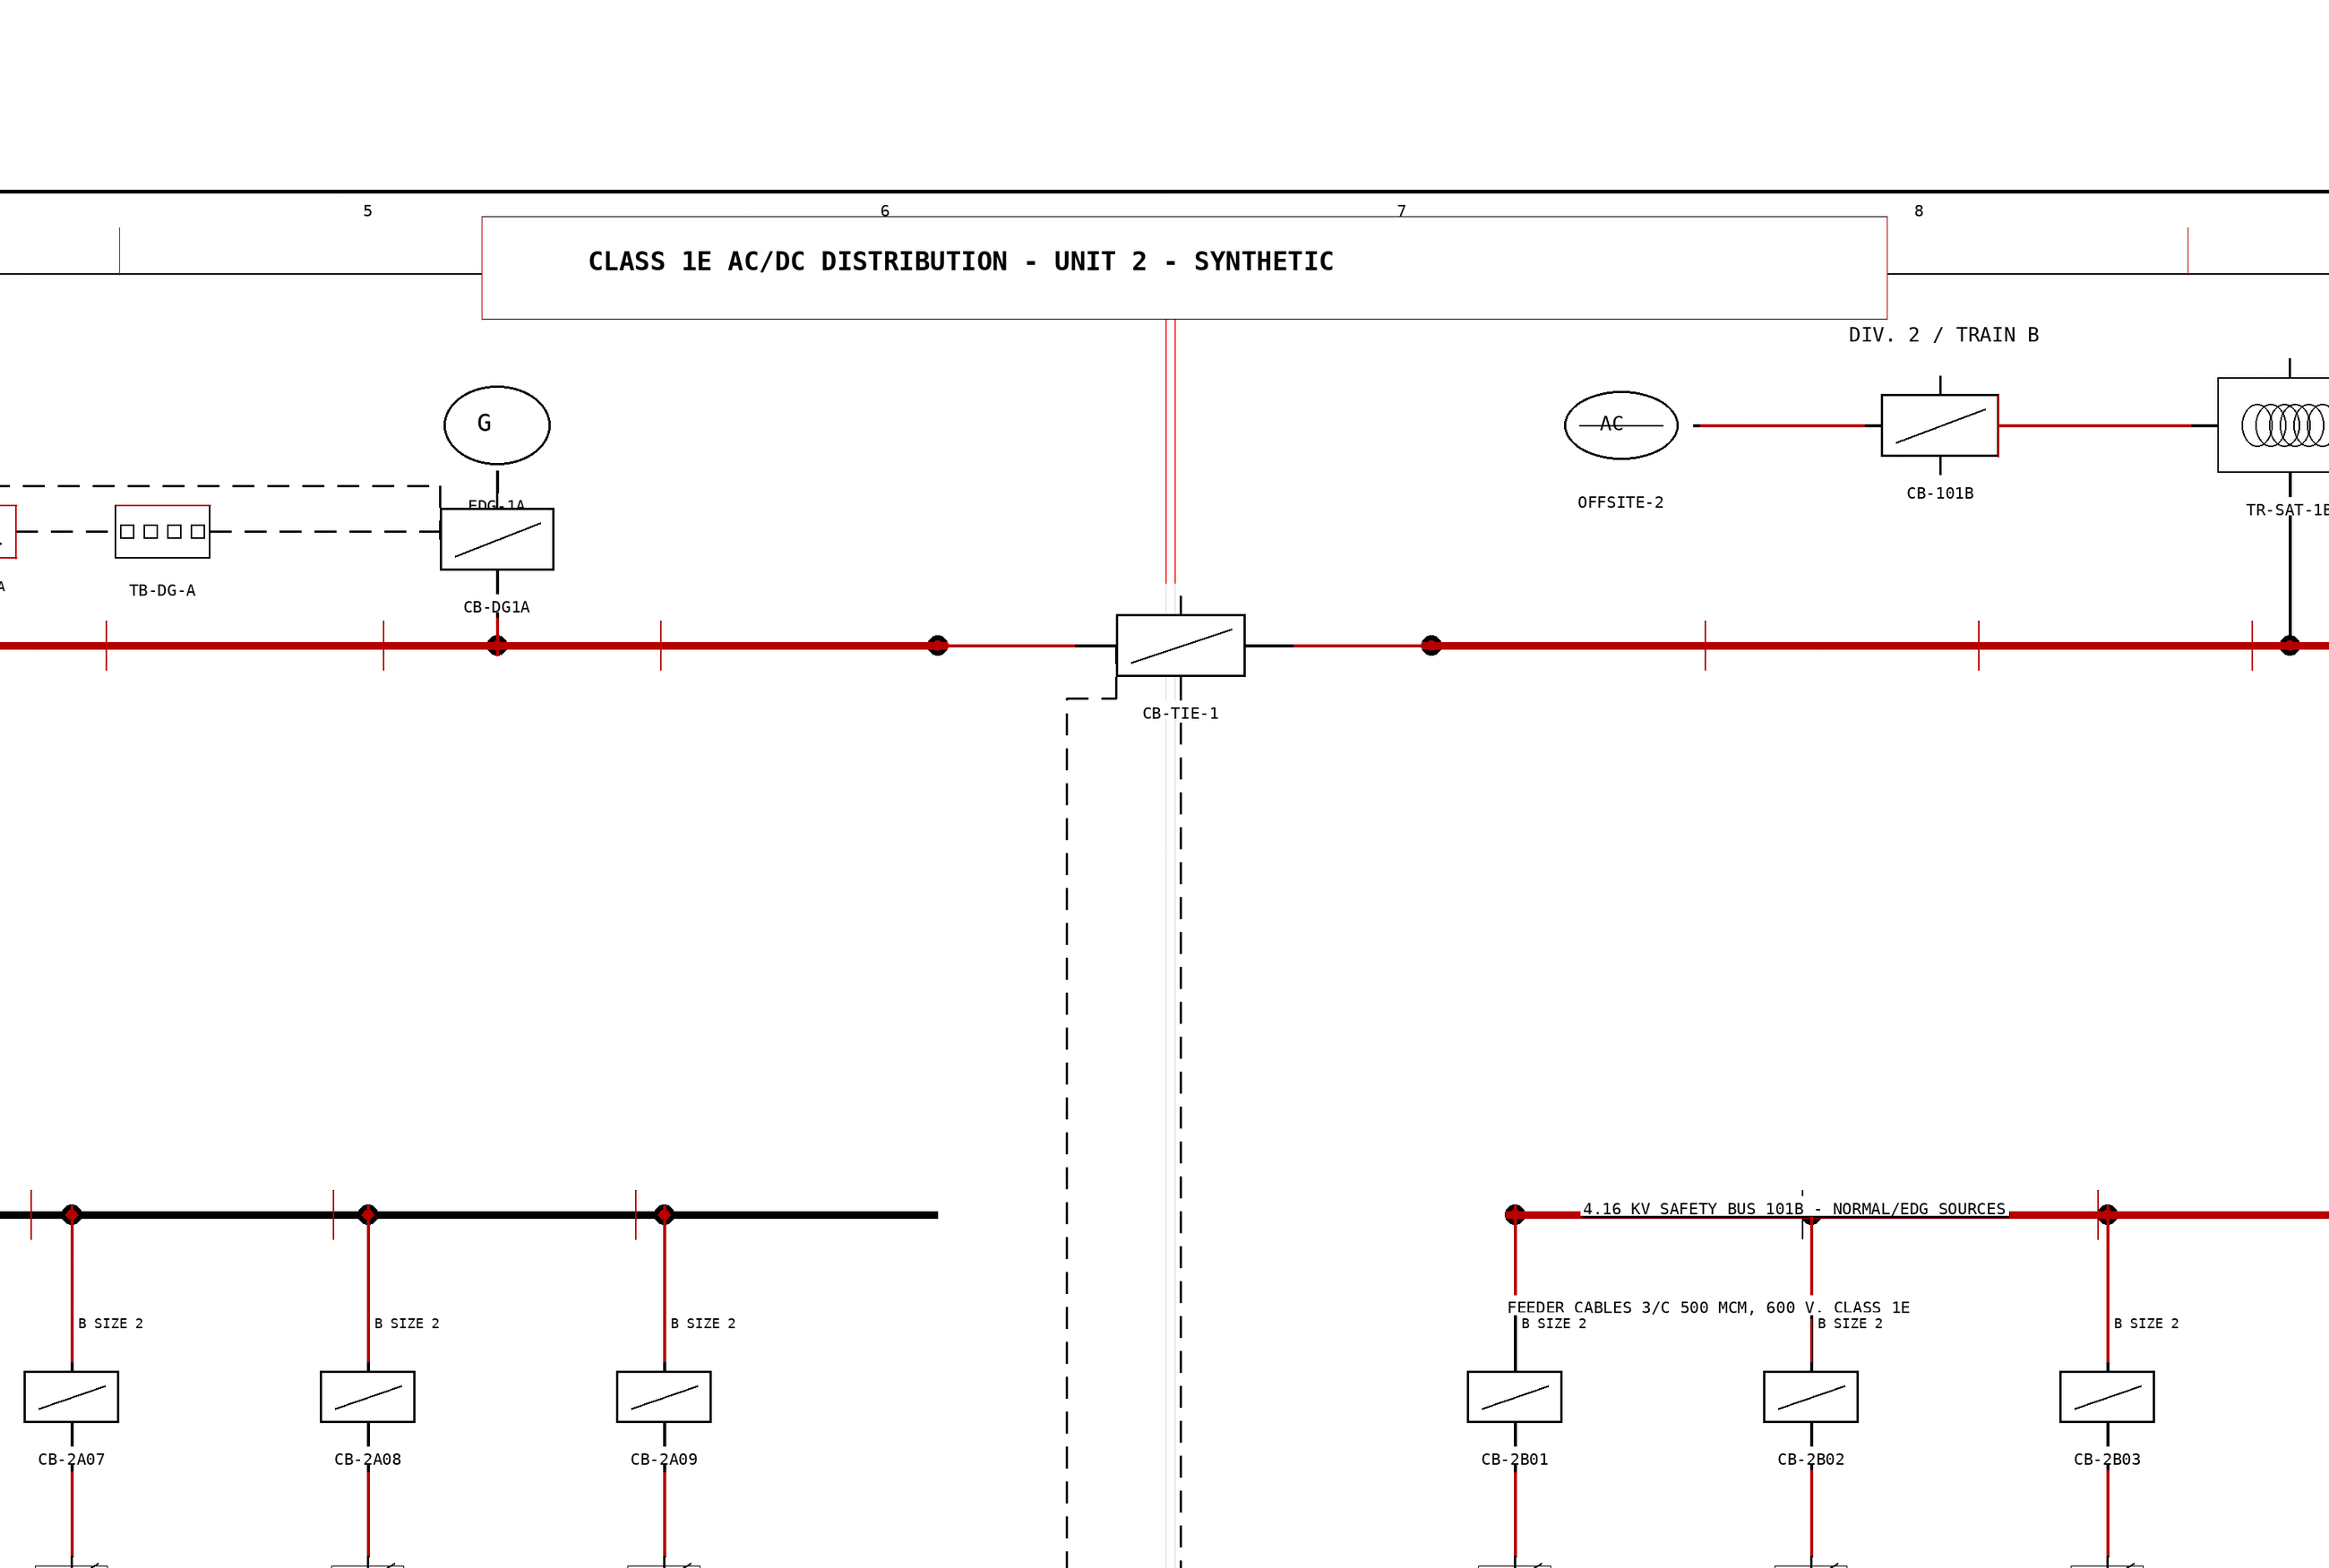 5 6 7 8
CLASS 1E AC/DC DISTRIBUTION - UNIT 2 - SYNTHETIC
DIV. 2 / TRAIN B
G
AC
EDG-1A
CB-101B
OFFSITE-2
TR-SAT-1B
A
TB-DG-A
CB-DG1A
CB-TIE-1
4.16 KV SAFETY BUS 101B - NORMAL/EDG SOURCES
FEEDER CABLES 3/C 500 MCM, 600 V. CLASS 1E
B SIZE 2 B SIZE 2 B SIZE 2 B SIZE 2 B SIZE 2 B SIZE 2
CB-2A07 CB-2A08 CB-2A09 CB-2B01 CB-2B02 CB-2B03